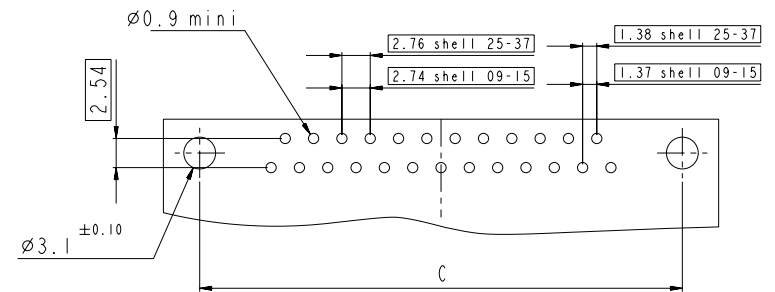 Ø0.9 mini
2.76 shell 25-37
1.38 shell 25-37
2.74 shell 09-15
1.37 shell 09-15
2.54
Ø3.1 ±0.10
C